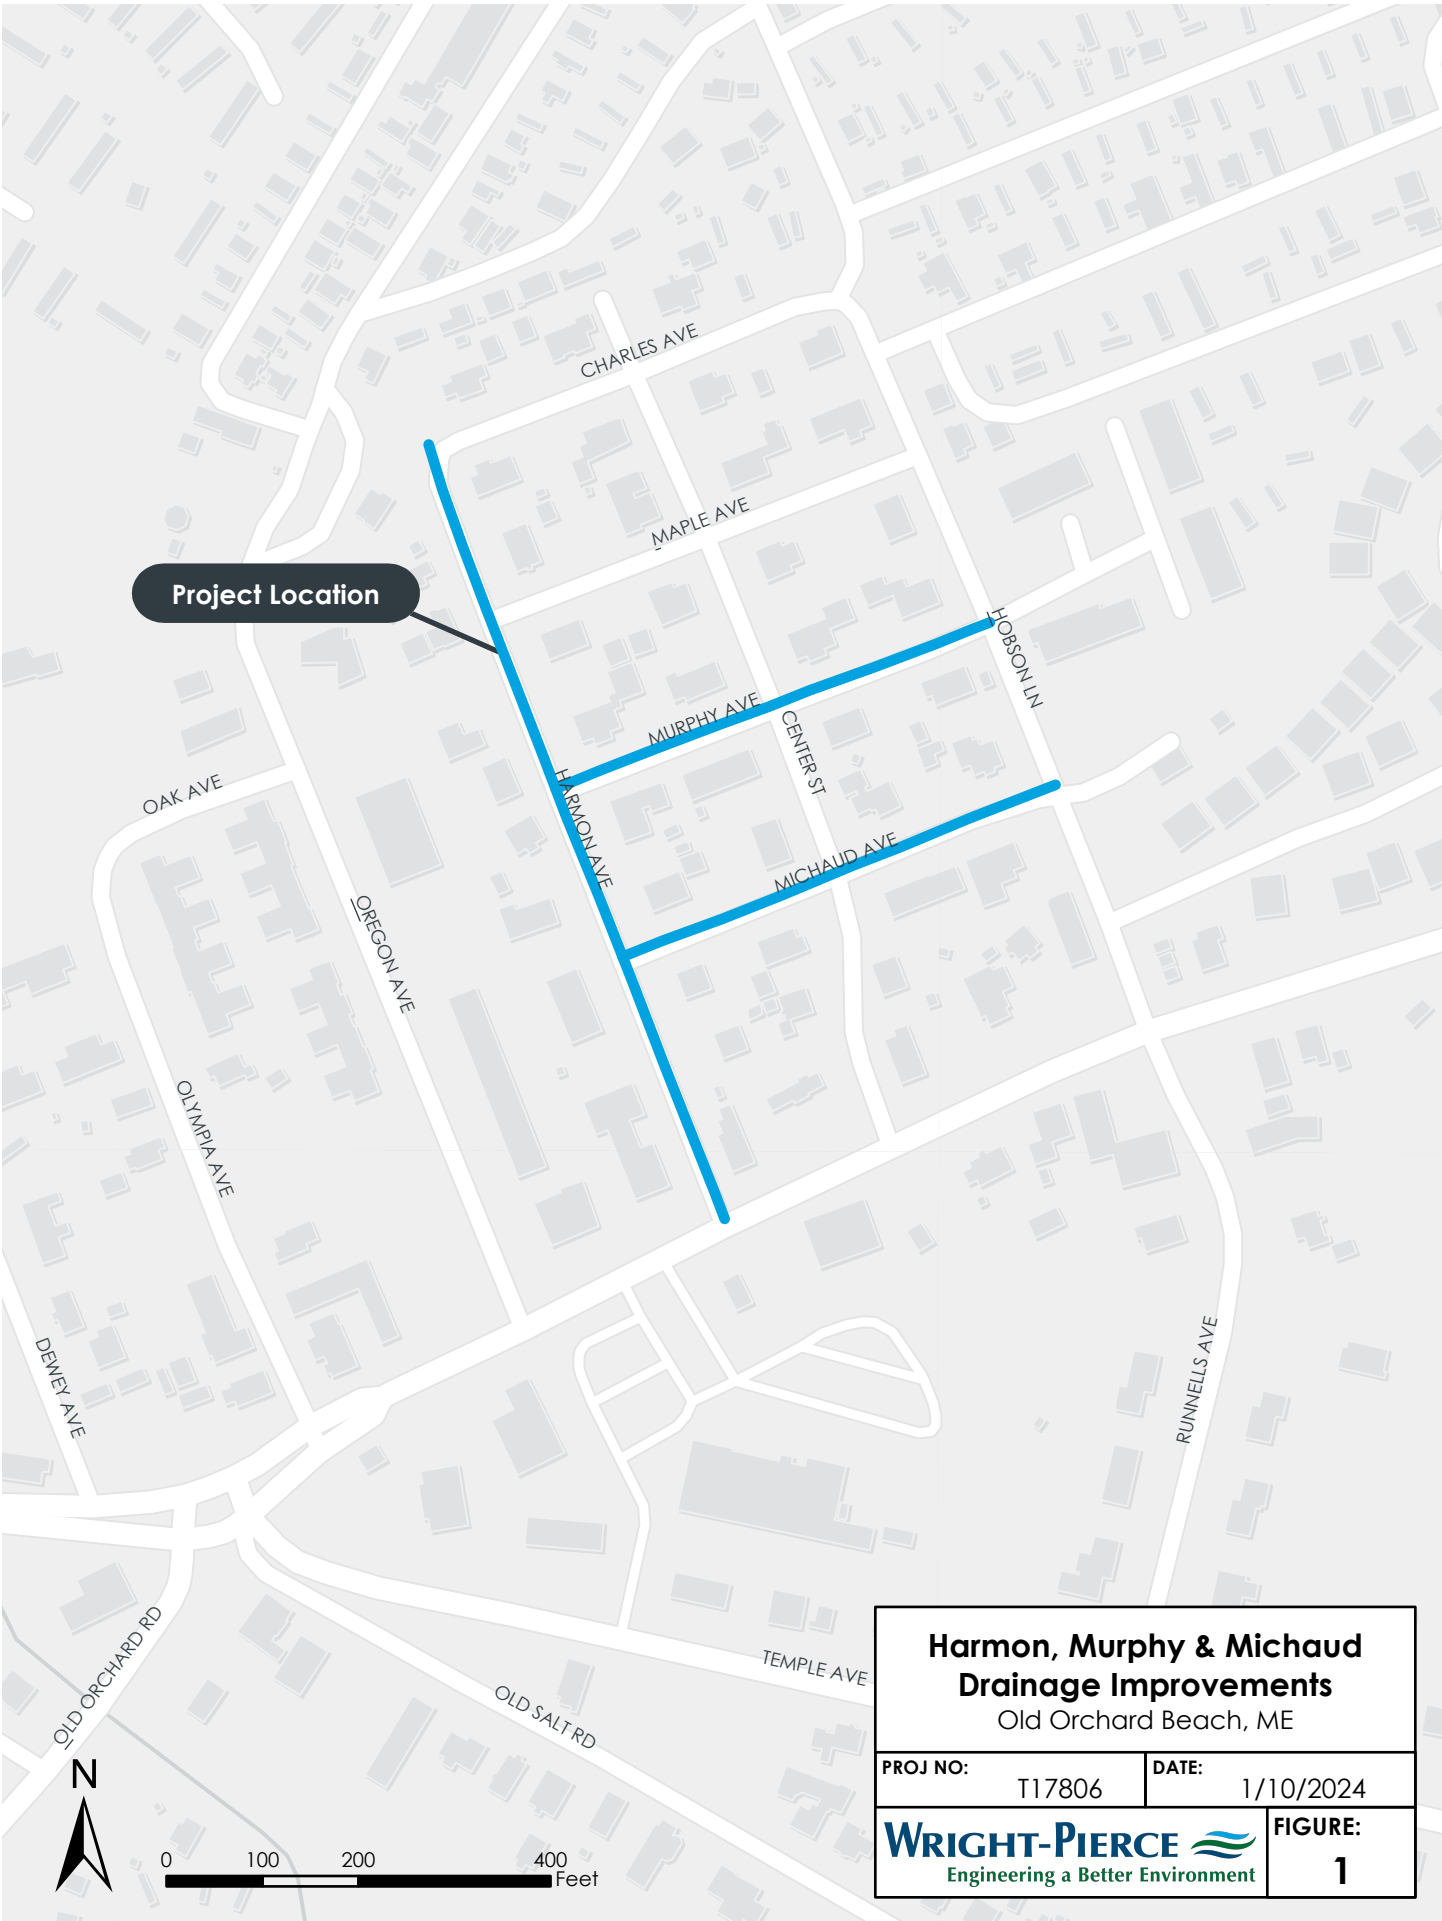 CHARLES AVE
MAPLE AVE
Project Location
HOBSON LN
MURPHY AVE
CENTER ST
HARMON AVE
OAK AVE
MICHAUD AVE
OREGON AVE
OLYMPIA AVE
DEWEY AVE
RUNNELLS AVE
OLD ORCHARD RD
TEMPLE AVE
OLD SALT RD
N
0 100 200 400
Feet
Harmon, Murphy & Michaud
Drainage Improvements
Old Orchard Beach, ME
PROJ NO: T17806
DATE: 1/10/2024
WRIGHT-PIERCE
Engineering a Better Environment
FIGURE:
1